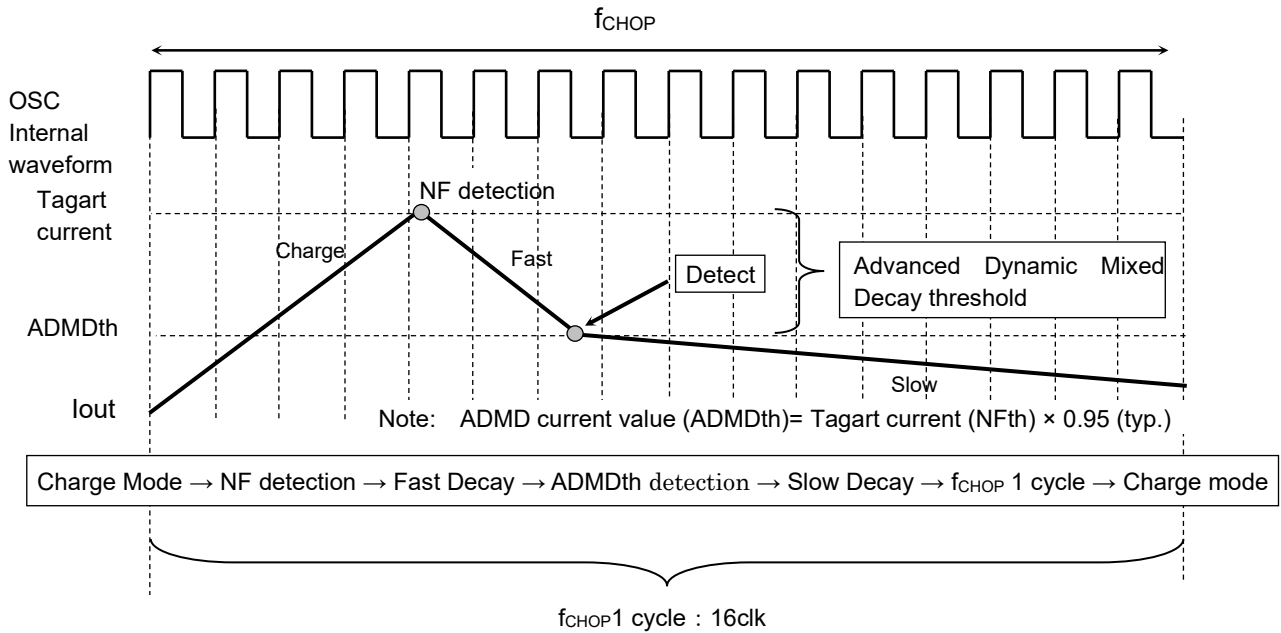 fCHOP
OSC
Internal
waveform
Tagart
current
NF detection
Charge
Fast
Detect
Advanced Dynamic Mixed
Decay threshold
ADMDth
Slow
Iout
Note: ADMD current value (ADMDth)= Tagart current (NFth) × 0.95 (typ.)
Charge Mode → NF detection → Fast Decay → ADMDth detection → Slow Decay → fCHOP 1 cycle → Charge mode
fCHOP1 cycle : 16clk